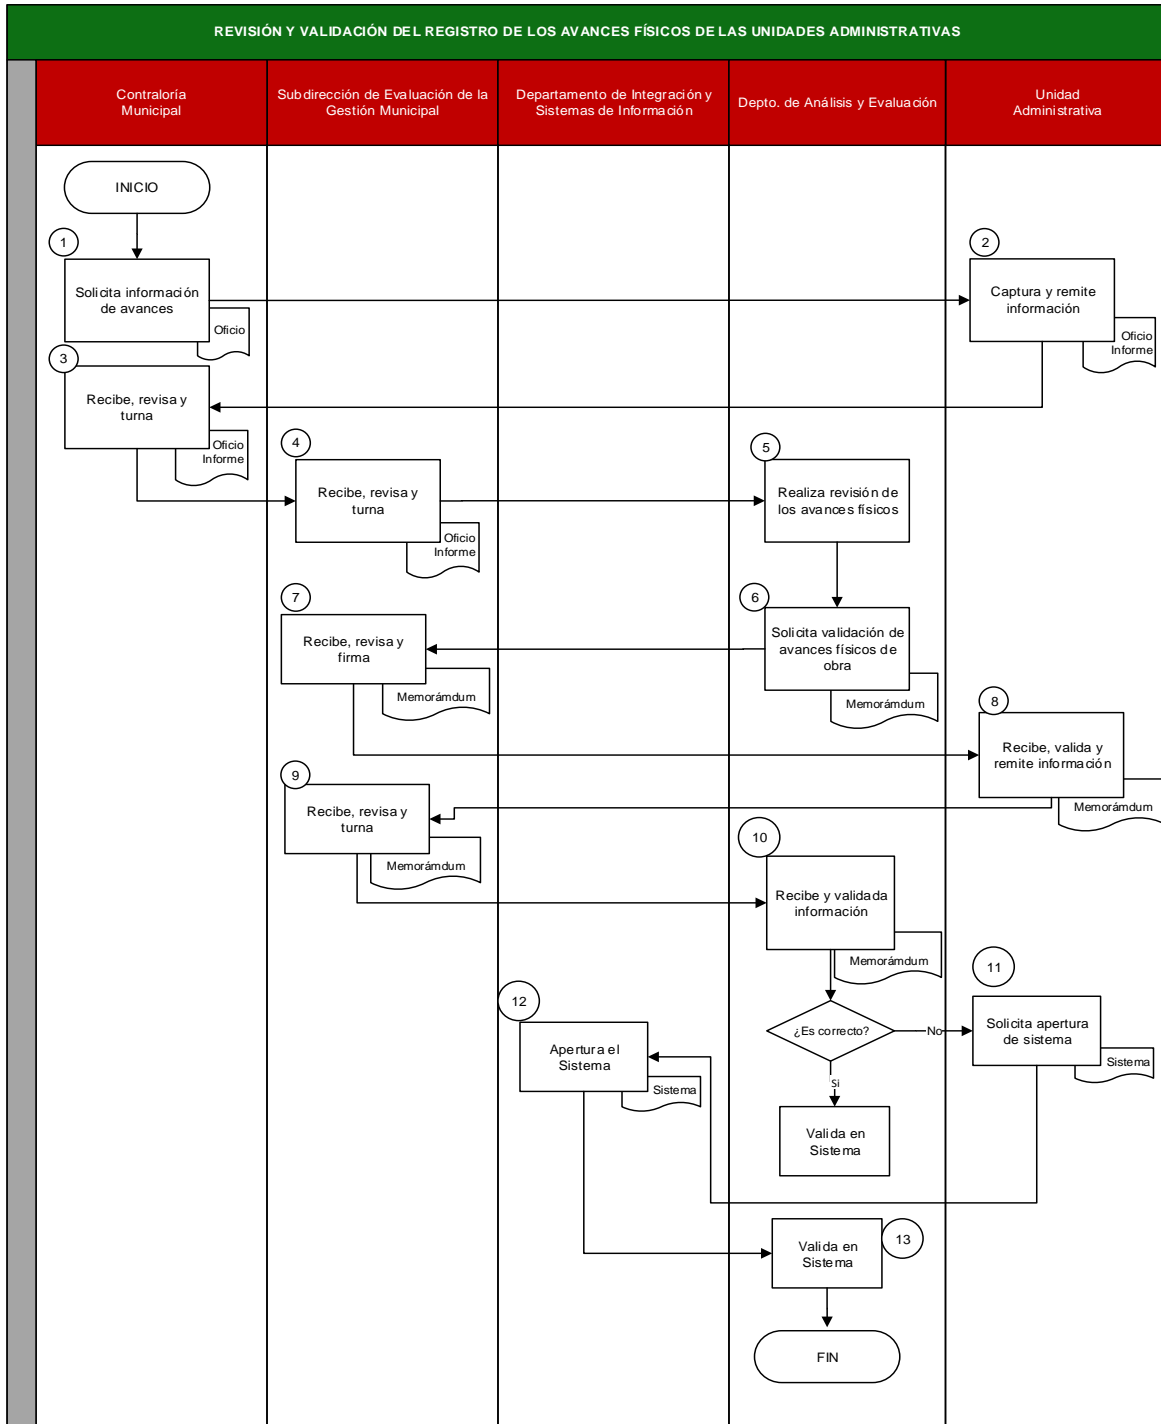 REVISIÓN Y VALIDACIÓN DEL REGISTRO DE LOS AVANCES FÍSICOS DE LAS UNIDADES ADMINISTRATIVAS
Contraloría
Municipal
Subdirección de Evaluación de la
Gestión Municipal
Departamento de Integración y
Sistemas de Información
Depto. de Análisis y Evaluación
Unidad
Administrativa
INICIO
1
Solicita información
de avances
Oficio
2
Captura y remite
información
Oficio
Informe
3
Recibe, revisa y
turna
Oficio
Informe
4
Recibe, revisa y
turna
Oficio
Informe
5
Realiza revisión de
los avances físicos
6
Solicita validación de
avances físicos de
obra
Memorámdum
7
Recibe, revisa y
firma
Memorámdum
8
Recibe, valida y
remite información
Memorámdum
9
Recibe, revisa y
turna
Memorámdum
10
Recibe y validada
información
Memorámdum
¿Es correcto?
No
Si
11
Solicita apertura
de sistema
Sistema
12
Apertura el
Sistema
Sistema
Valida en
Sistema
13
Valida en
Sistema
FIN